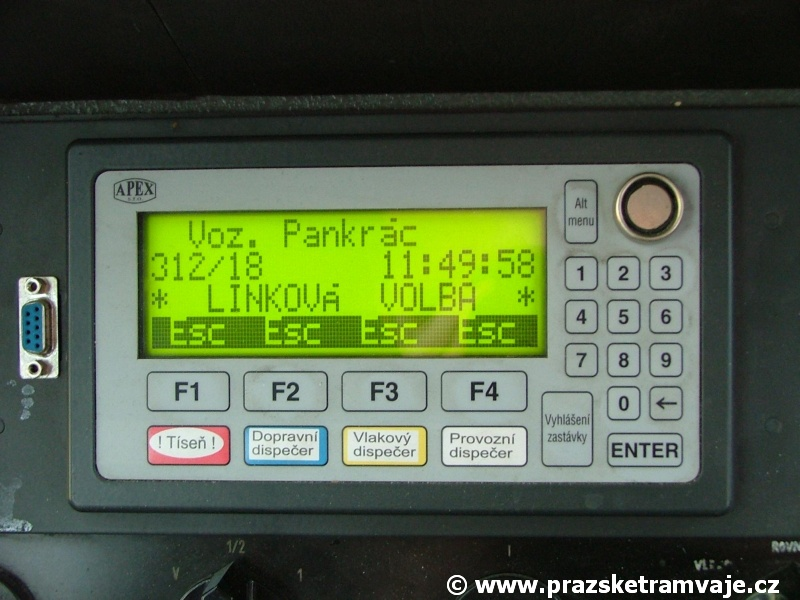 APEX
s.r.o.
Voz. Pankrác
312/18 11:49:58
* LINKOVá VOLBA *
ESC ESC ESC ESC
Alt
menu
1 2 3
4 5 6
7 8 9
0 ←
ENTER
F1 F2 F3 F4
! Tíseň !
Dopravní
dispečer
Vlakový
dispečer
Provozní
dispečer
Vyhlášení
zastávky
V 1/2 1
I
© www.prazsketramvaje.cz